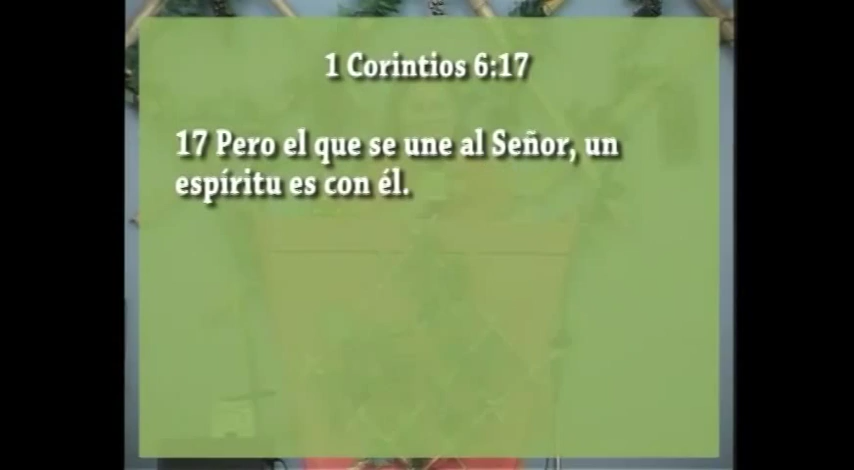 1 Corintios 6:17
17 Pero el que se une al Señor, un
espíritu es con él.